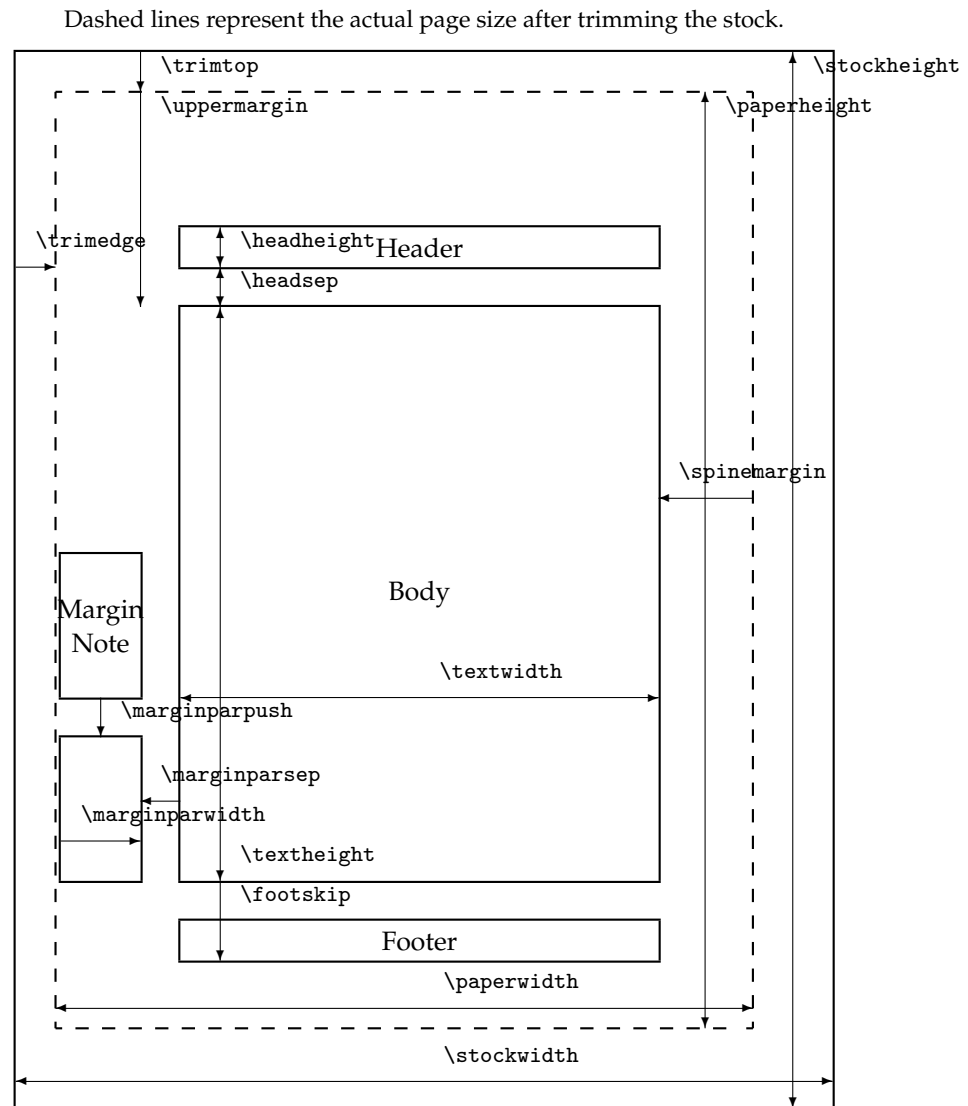 Dashed lines represent the actual page size after trimming the stock.
\trimtop
\stockheight
\uppermargin
\paperheight
\trimedge
\headheight
Header
\headsep
\spinemargin
Body
Margin
Note
\textwidth
\marginparpush
\marginparsep
\marginparwidth
\textheight
\footskip
Footer
\paperwidth
\stockwidth